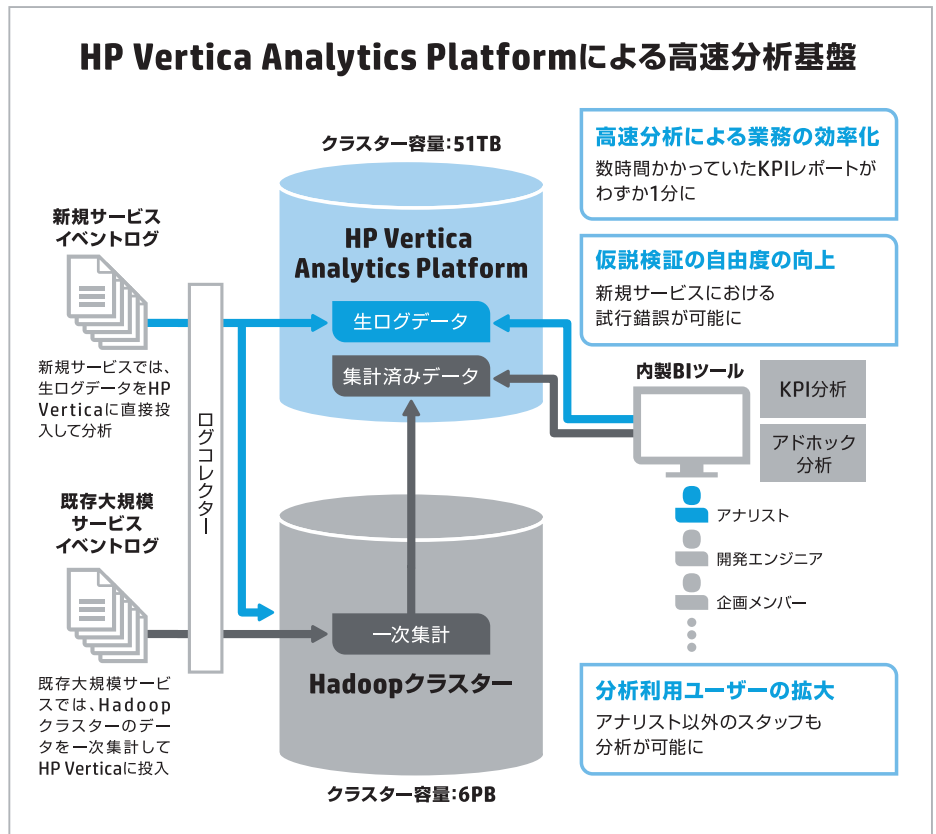 HP Vertica Analytics Platformによる高速分析基盤
クラスター容量:51TB
HP Vertica
Analytics Platform
生ログデータ
集計済みデータ
新規サービス
イベントログ
新規サービスでは、
生ログデータをHP
Verticaに直接投
入して分析
ログコレクター
既存大規模
サービス
イベントログ
既存大規模サービ
スでは、Hadoop
クラスターのデー
タを一次集計して
HP Verticaに投入
一次集計
Hadoopクラスター
クラスター容量:6PB
高速分析による業務の効率化
数時間かかっていたKPIレポートが
わずか1分に
仮説検証の自由度の向上
新規サービスにおける
試行錯誤が可能に
内製BIツール
KPI分析
アドホック
分析
アナリスト
開発エンジニア
企画メンバー
分析利用ユーザーの拡大
アナリスト以外のスタッフも
分析が可能に